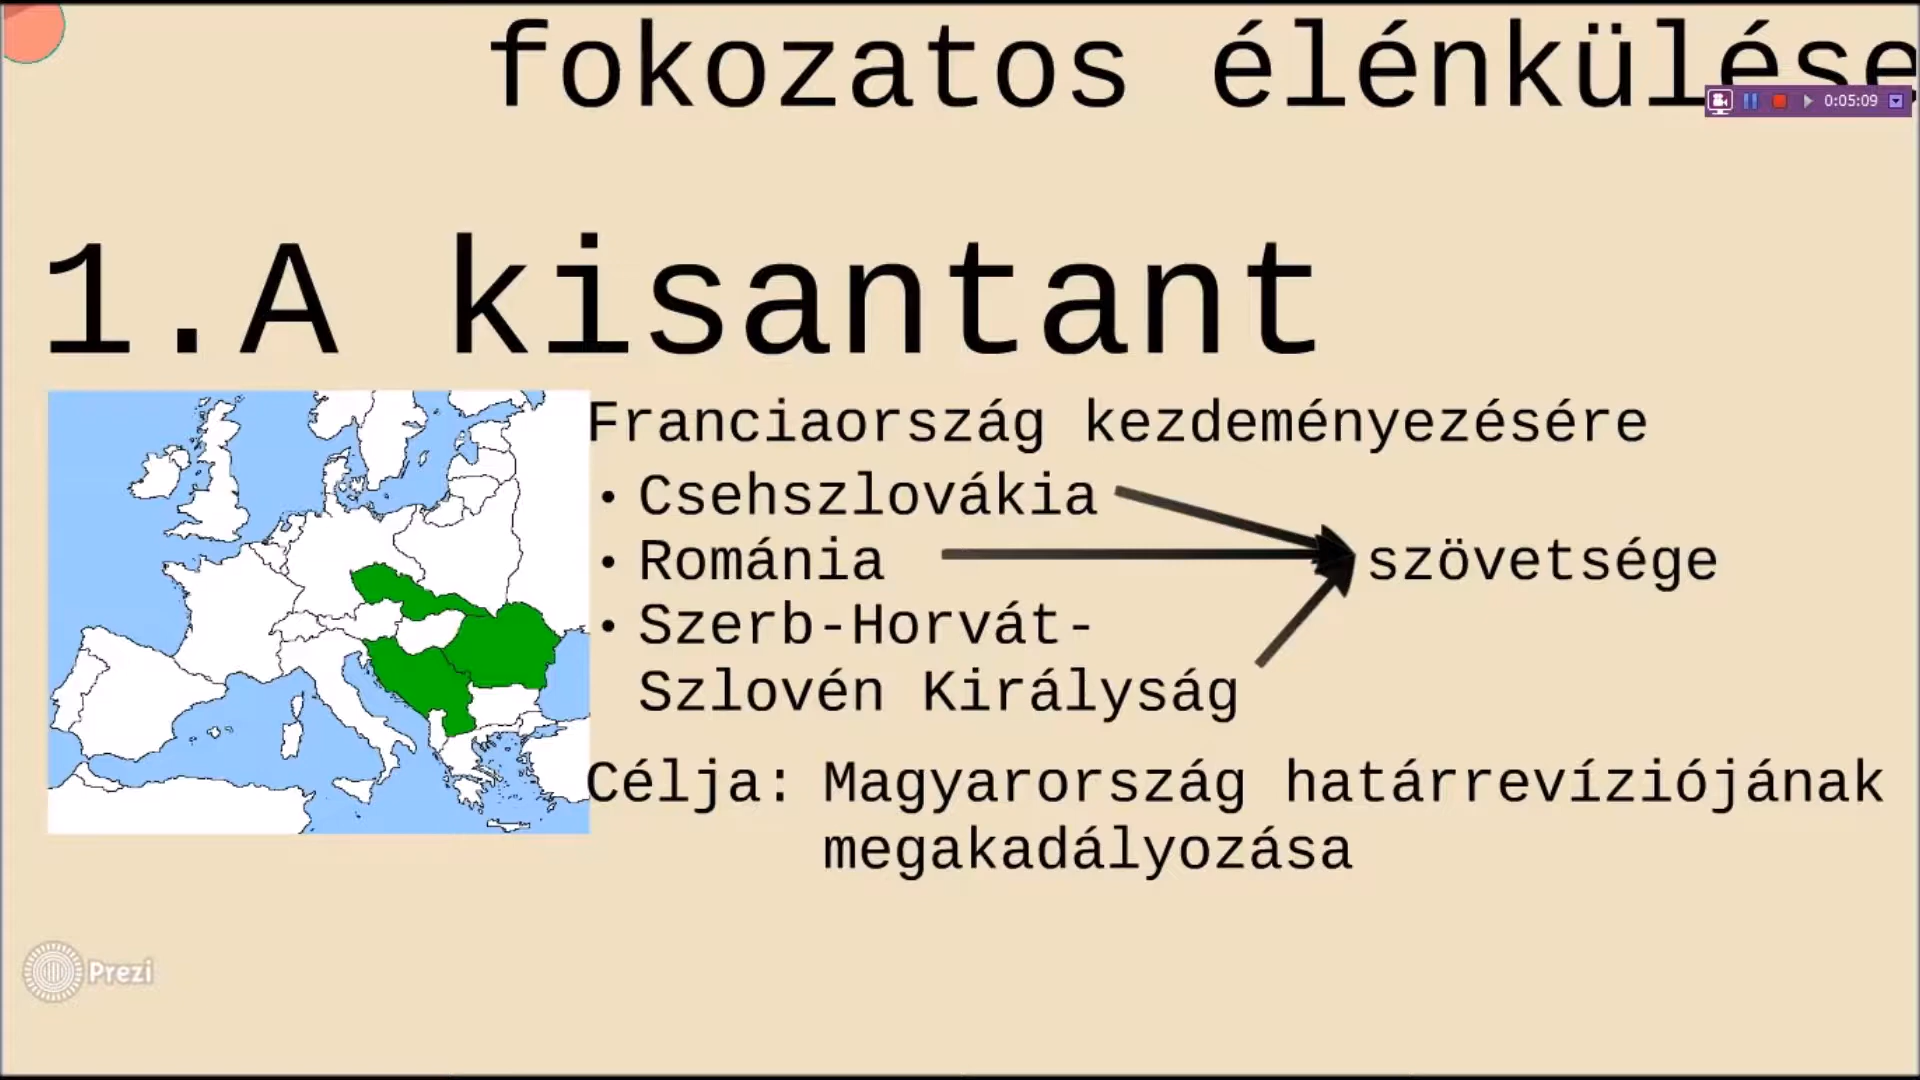 fokozatos élénkülése
0:05:09
1.A kisantant
Franciaország kezdeményezésére
• Csehszlovákia
• Románia
szövetsége
• Szerb-Horvát-
Szlovén Királyság
Célja: Magyarország határrevíziójának
megakadályozása
Prezi